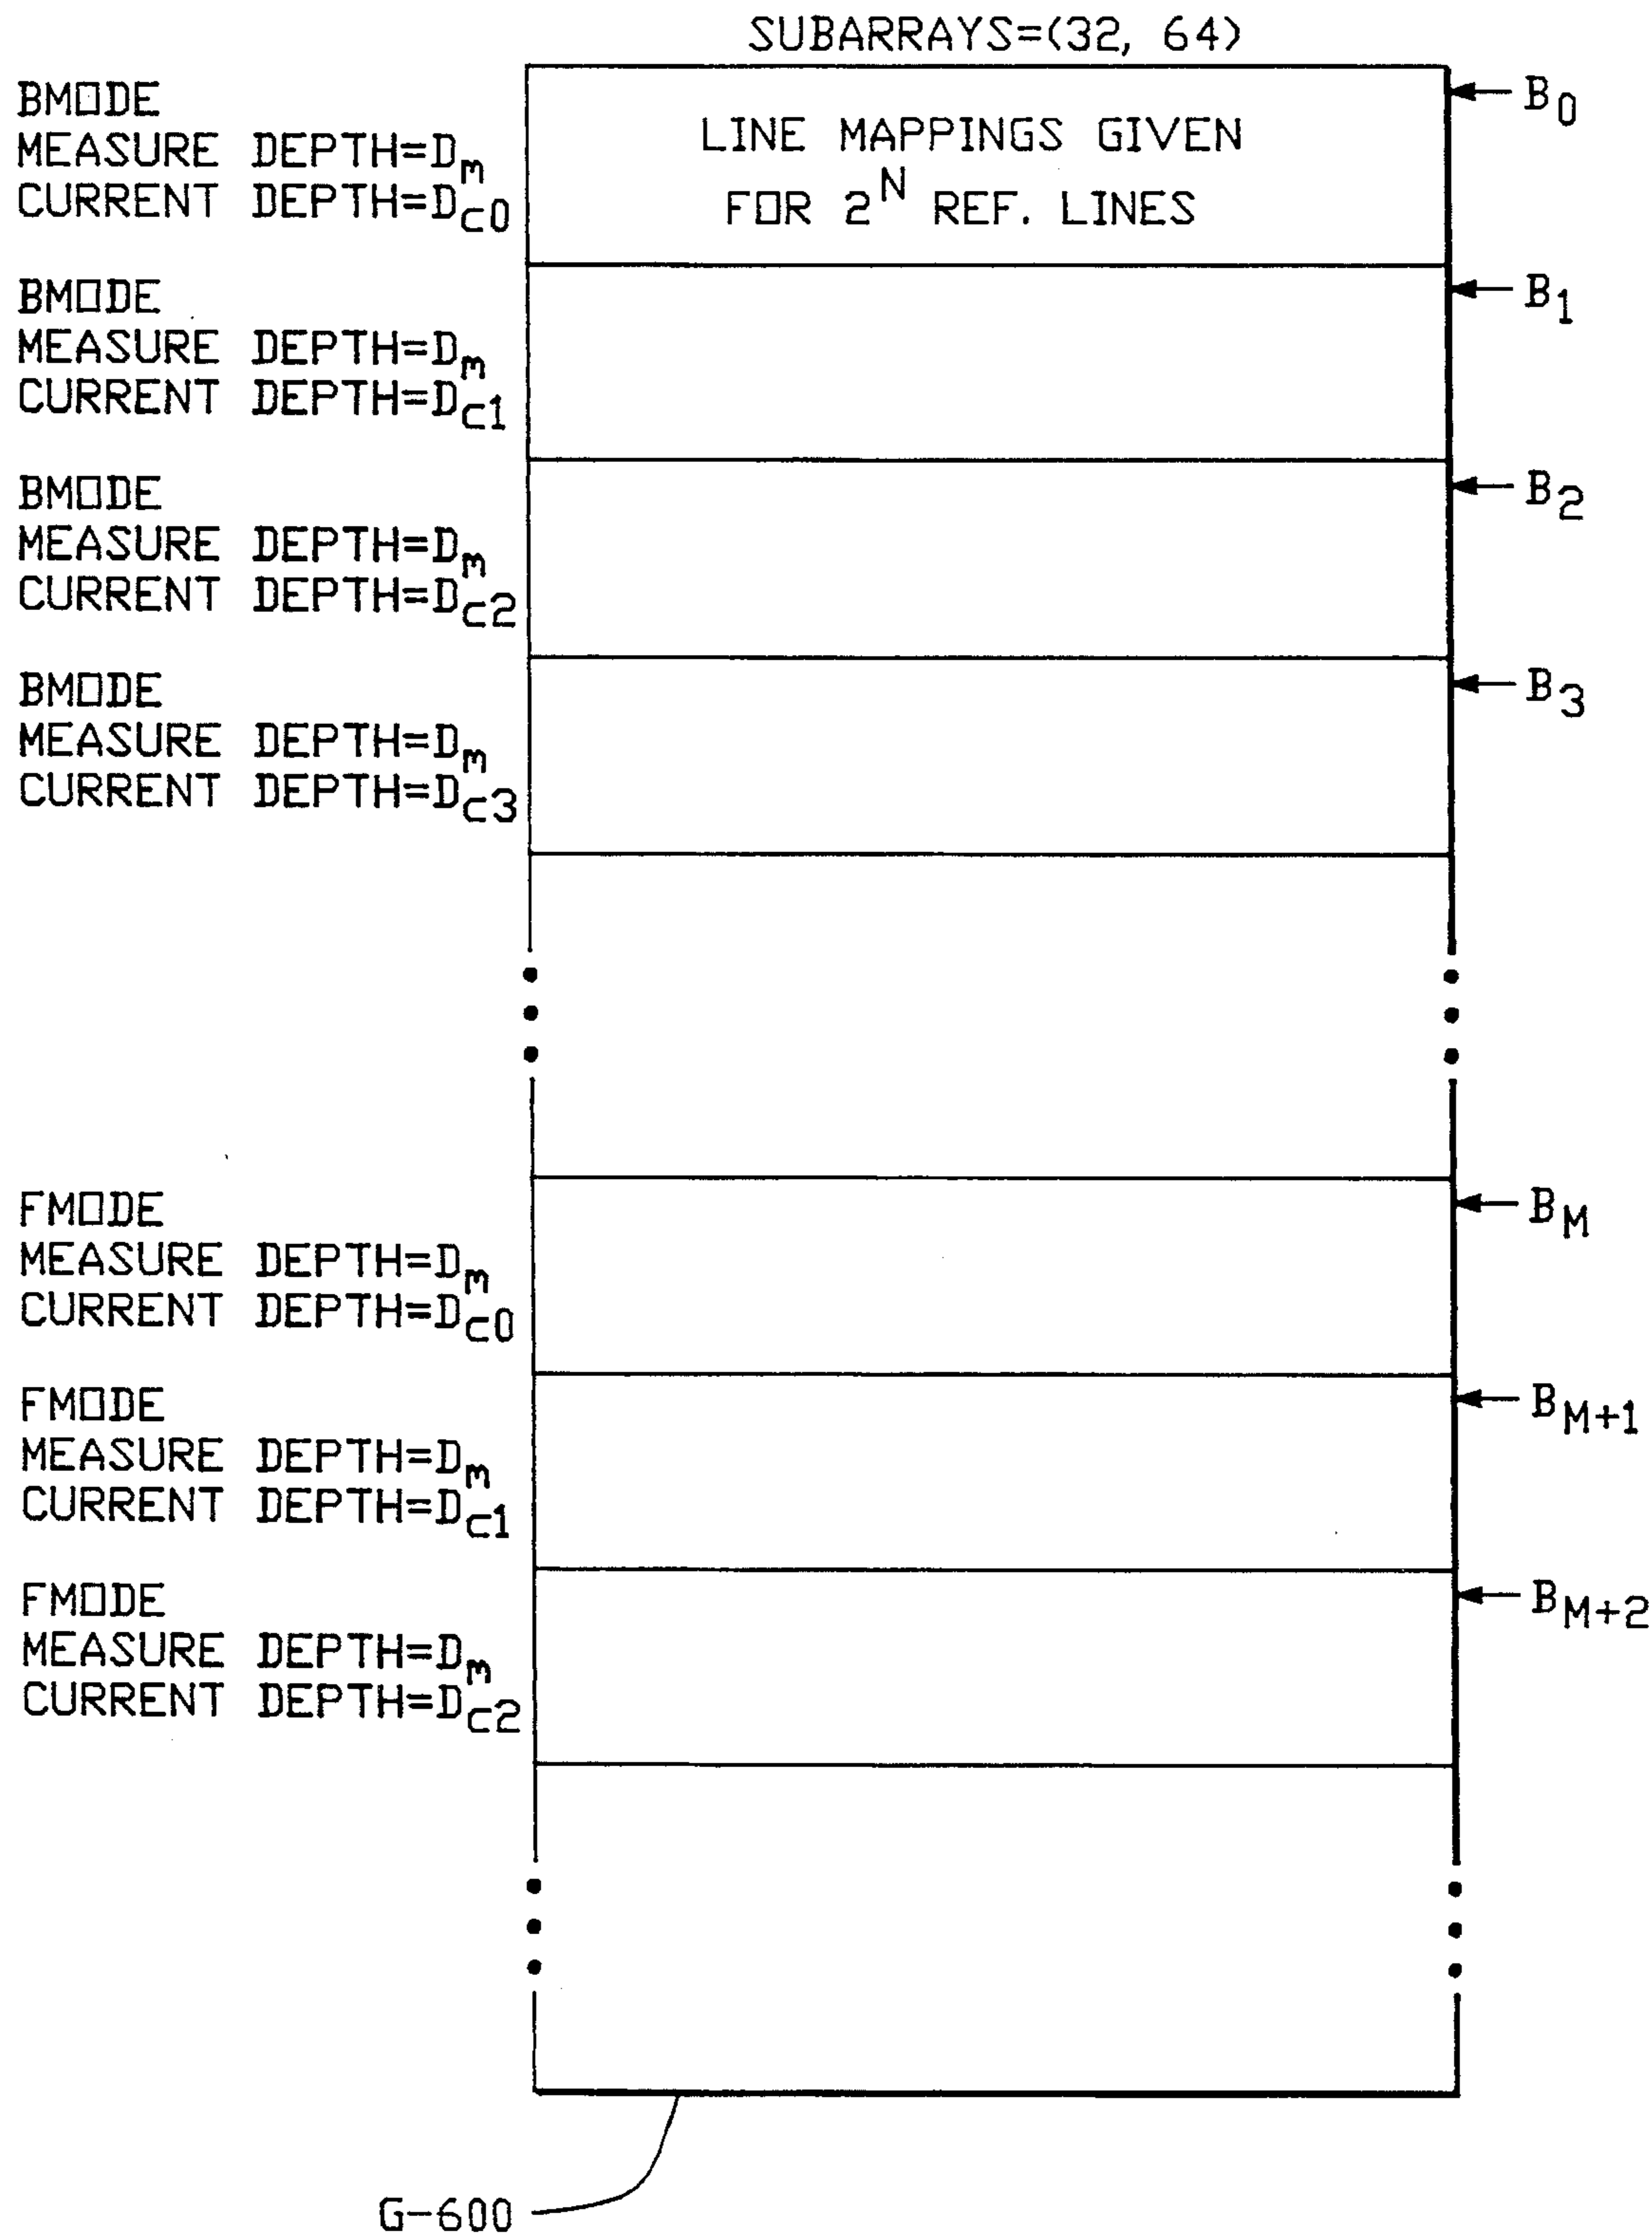 SUBARRAYS=(32, 64)
BMODE
MEASURE DEPTH=Dm
CURRENT DEPTH=Dc0
LINE MAPPINGS GIVEN
FOR 2^N REF. LINES
B0
BMODE
MEASURE DEPTH=Dm
CURRENT DEPTH=Dc1
B1
BMODE
MEASURE DEPTH=Dm
CURRENT DEPTH=Dc2
B2
BMODE
MEASURE DEPTH=Dm
CURRENT DEPTH=Dc3
B3
FMODE
MEASURE DEPTH=Dm
CURRENT DEPTH=Dc0
BM
FMODE
MEASURE DEPTH=Dm
CURRENT DEPTH=Dc1
BM+1
FMODE
MEASURE DEPTH=Dm
CURRENT DEPTH=Dc2
BM+2
G-600